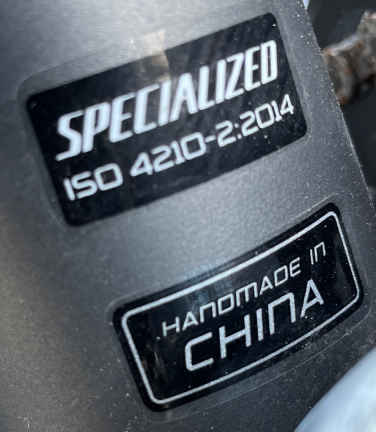 SPECIALIZED
ISO 4210-2:2014
HANDMADE IN
CHINA